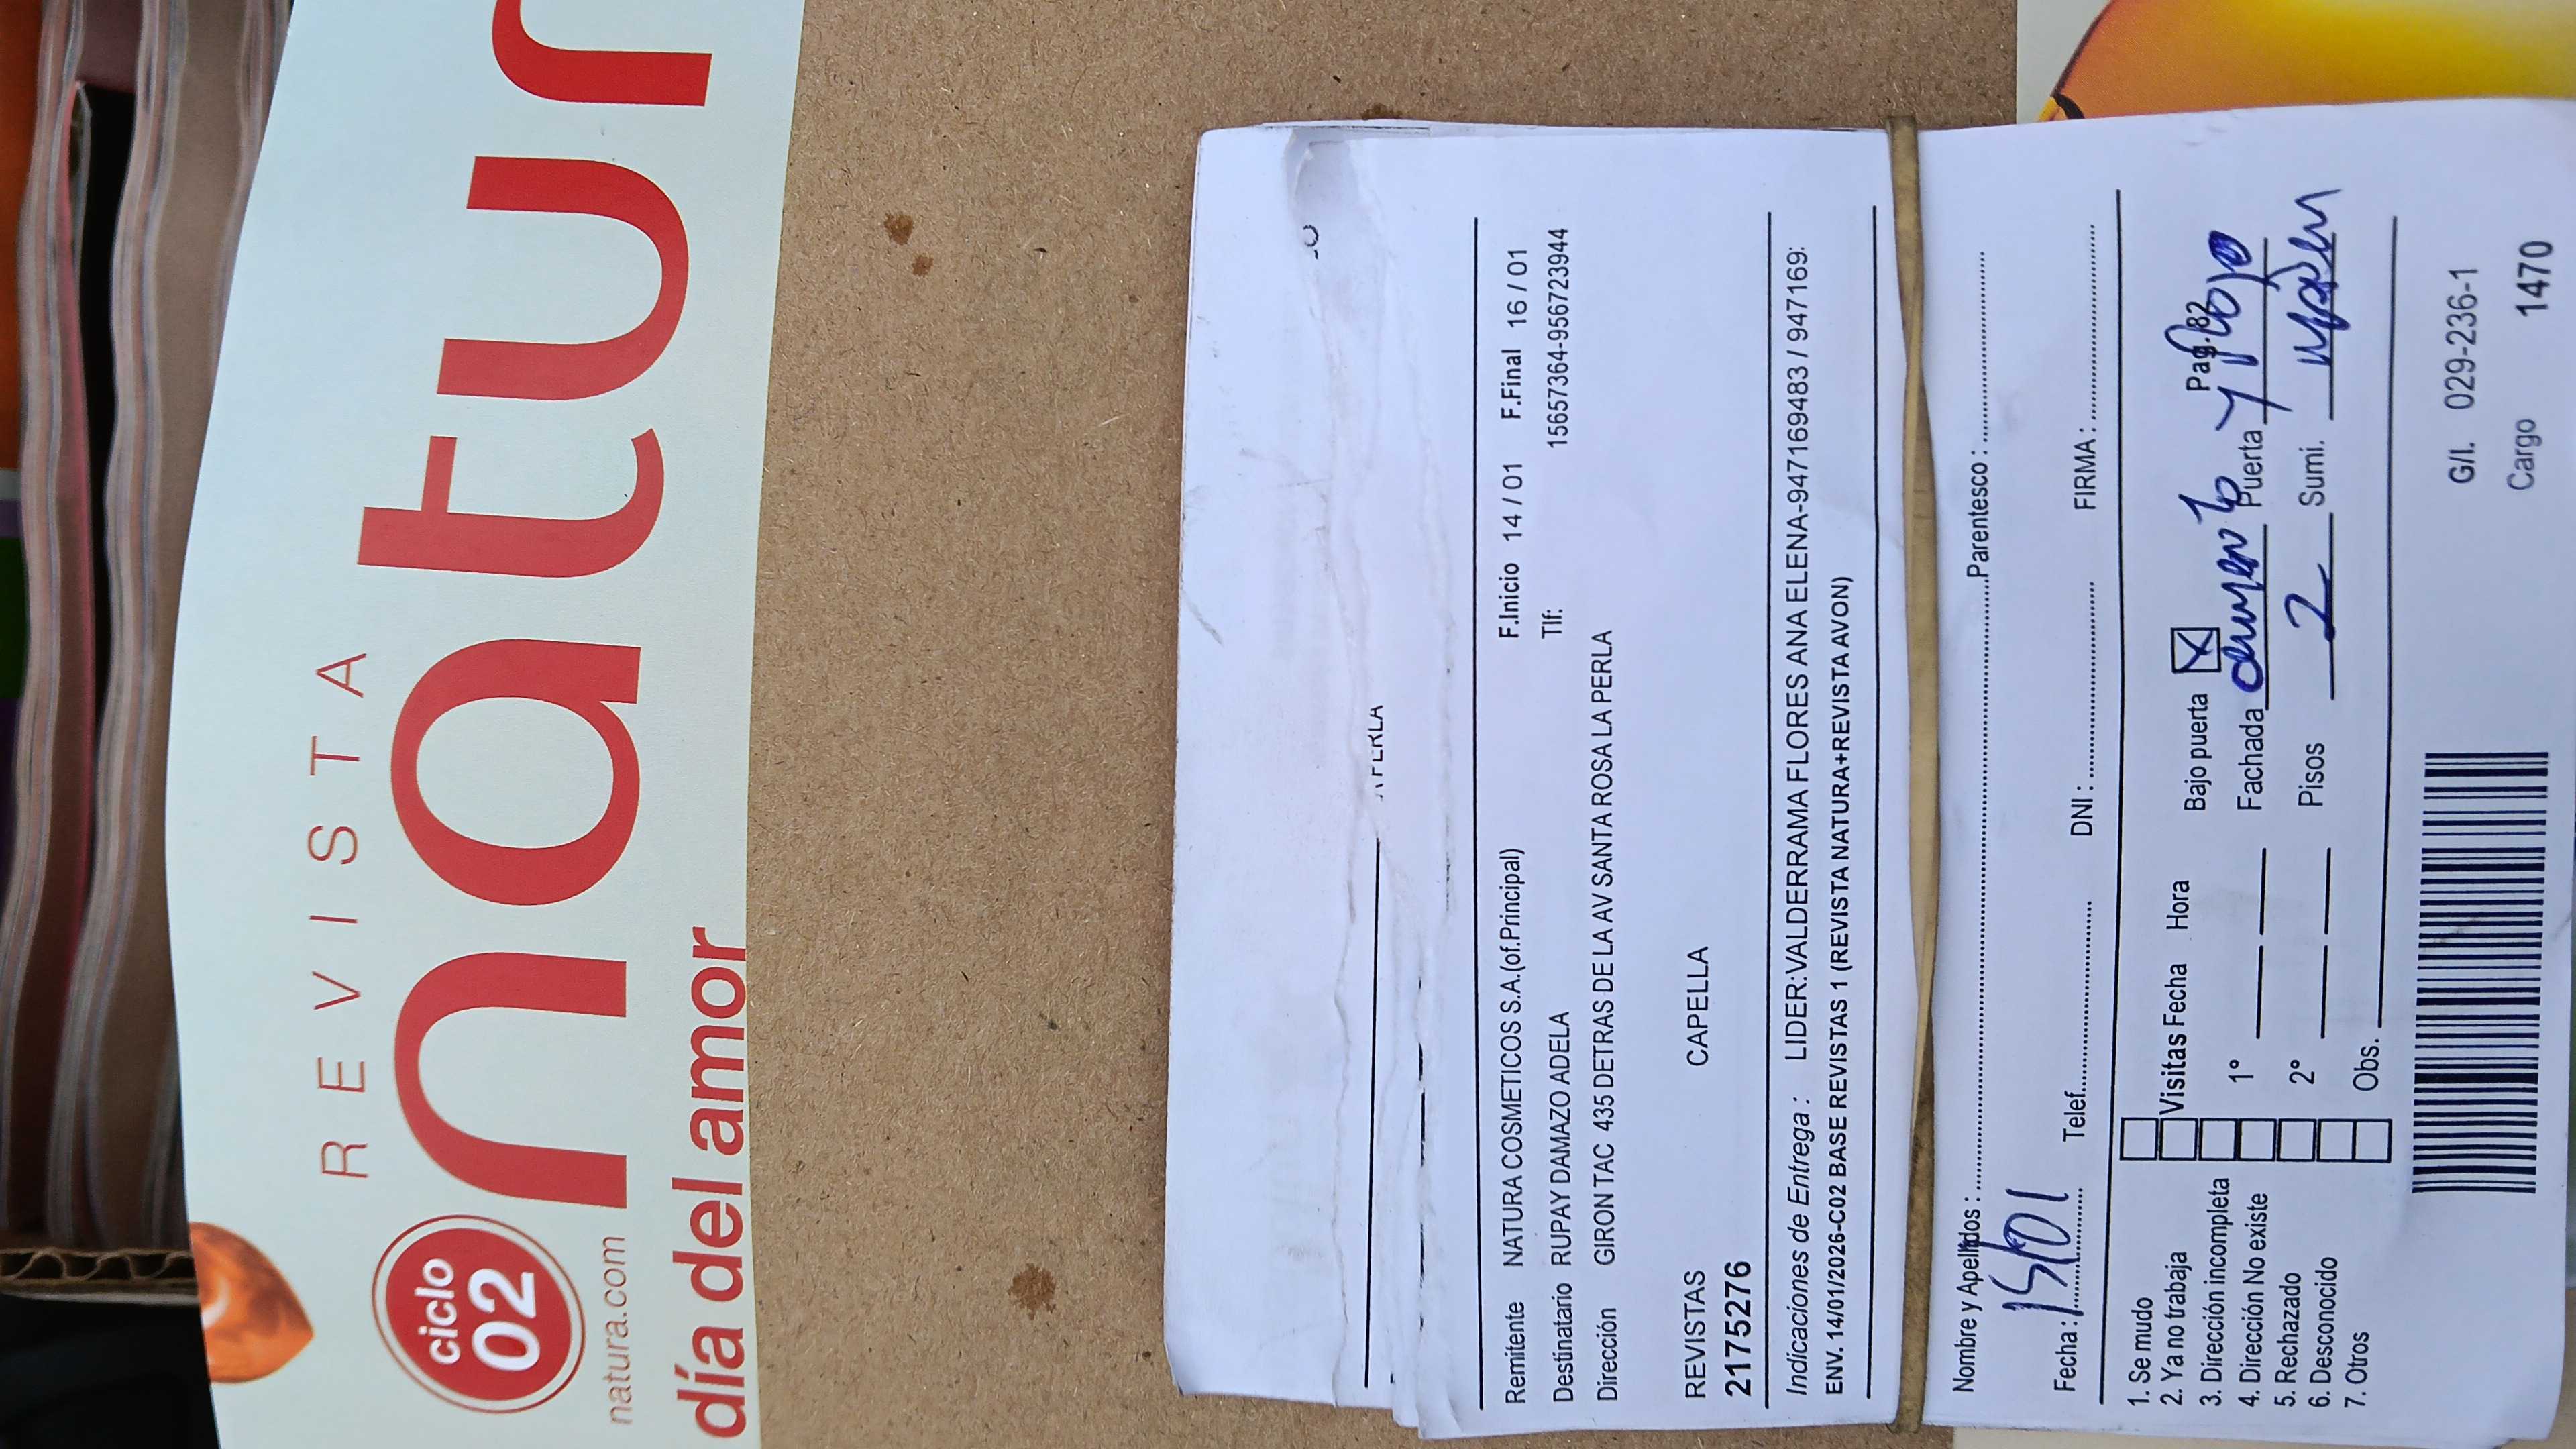 REVISTA
natur
ciclo
02
natura.com
día del amor
A PERLA
Remitente NATURA COSMETICOS S.A.(of.Principal) F.Inicio 14 / 01 F.Final 16 / 01
Destinatario RUPAY DAMAZO ADELA Tlf: 15657364-956723944
Dirección GIRON TAC 435 DETRAS DE LA AV SANTA ROSA LA PERLA
REVISTAS CAPELLA
2175276
Indicaciones de Entrega : LIDER:VALDERRAMA FLORES ANA ELENA-947169483 / 947169:
ENV. 14/01/2026-C02 BASE REVISTAS 1 (REVISTA NATURA+REVISTA AVON)
Nombre y Apellidos : Parentesco :
Fecha : 15/01 Telef. DNI : FIRMA :
1. Se mudo
2. Ya no trabaja
3. Dirección incompleta
4. Dirección No existe
5. Rechazado
6. Desconocido
7. Otros
Visitas Fecha Hora Bajo puerta X Pag.82
1° Fachada Puerta
2° Pisos 2 Sumi.
Obs.
G/I. 029-236-1
Cargo 1470